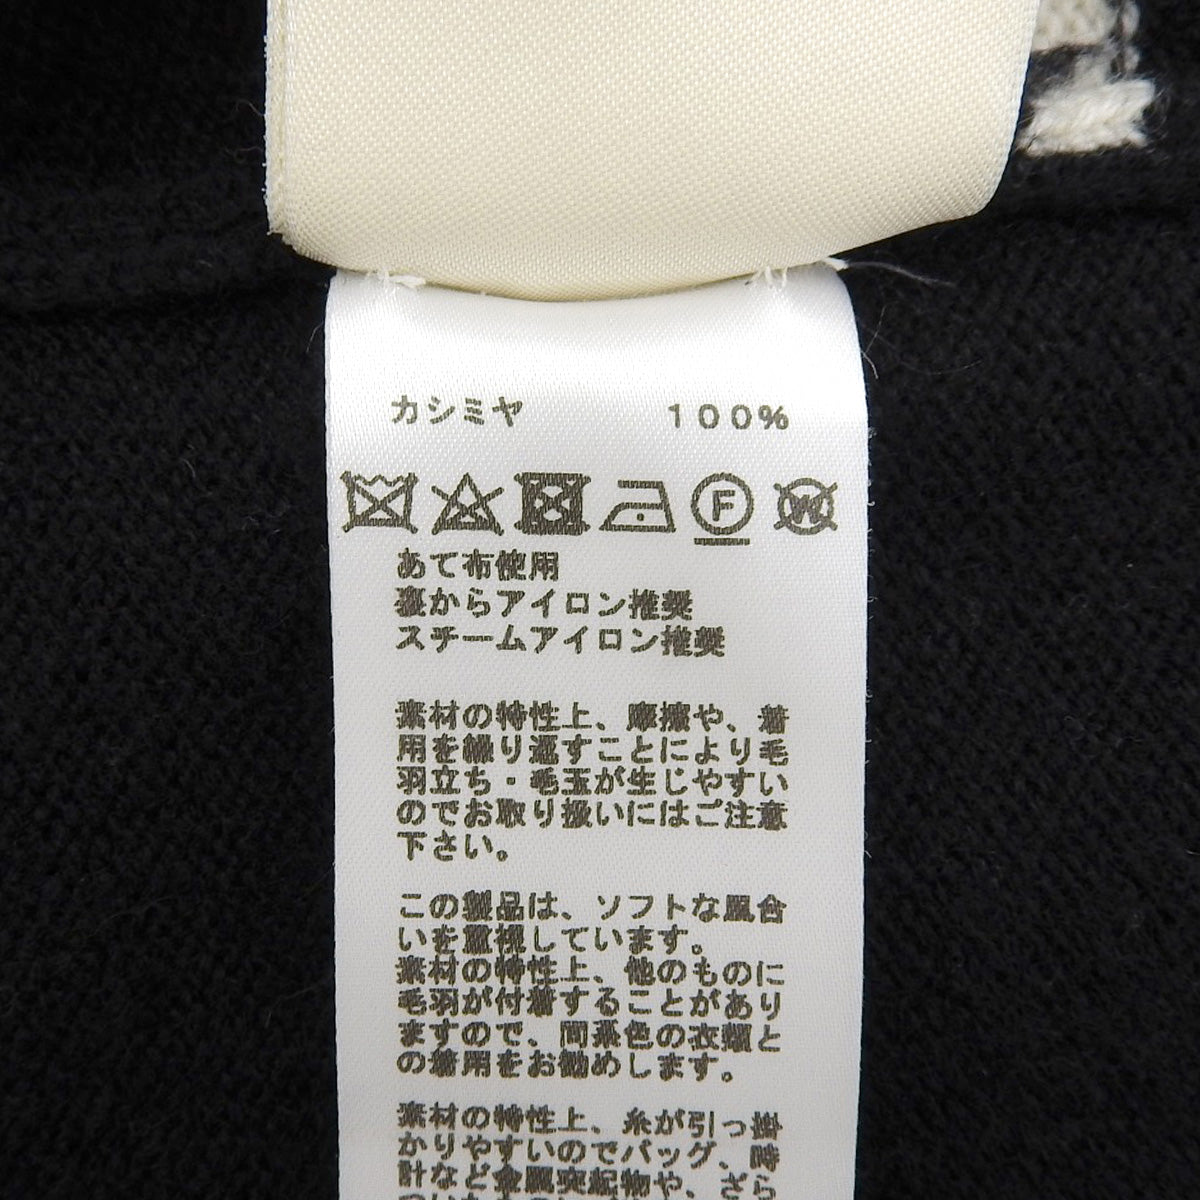 カシミヤ 100%
F
W
あて布使用
裏からアイロン推奨
スチームアイロン推奨
素材の特性上、摩擦や、着
用を繰り返すことにより毛
羽立ち・毛玉が生じやすい
のでお取り扱いにはご注意
下さい。
この製品は、ソフトな風合
いを重視しています。
素材の特性上、他のものに
毛羽が付着することがあり
ますので、同系色の衣類と
の着用をお勧めします。
素材の特性上、糸が引っ掛
かりやすいのでバッグ、時
計など金属突起物や、ざら